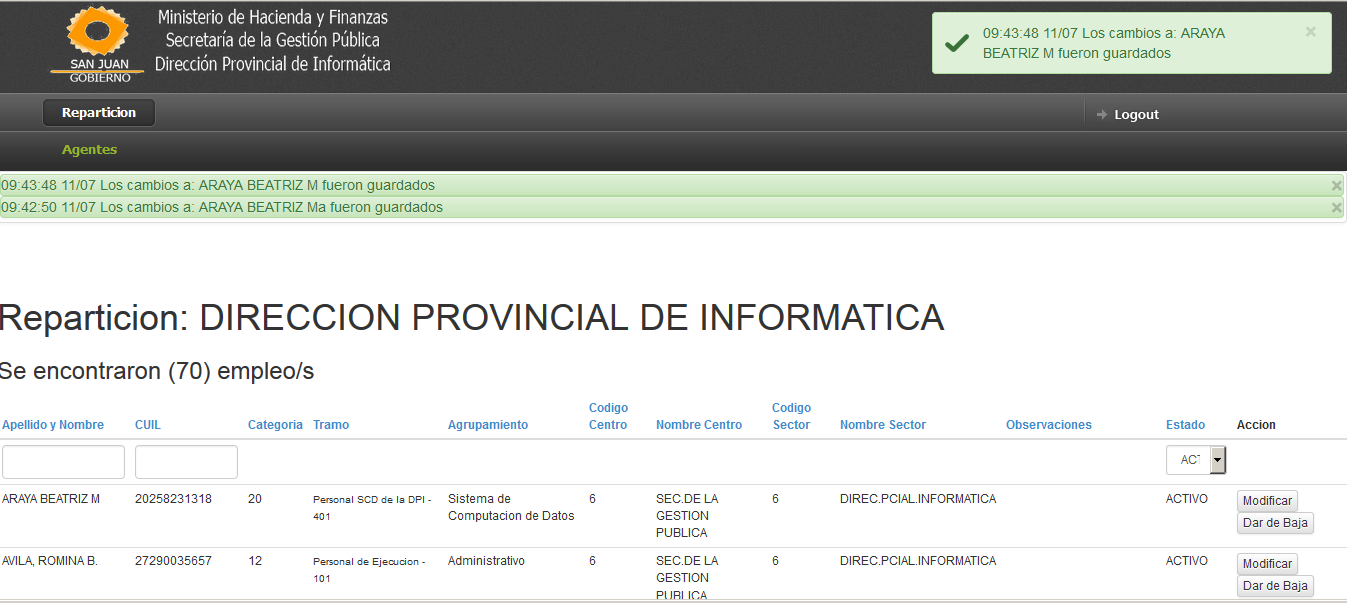 Ministerio de Hacienda y Finanzas
Secretaría de la Gestión Pública
Dirección Provincial de Informática
SAN JUAN
GOBIERNO
09:43:48 11/07 Los cambios a: ARAYA
BEATRIZ M fueron guardados
×
Reparticion
Logout
Agentes
09:43:48 11/07 Los cambios a: ARAYA BEATRIZ M fueron guardados ×
09:42:50 11/07 Los cambios a: ARAYA BEATRIZ Ma fueron guardados ×
Reparticion: DIRECCION PROVINCIAL DE INFORMATICA
Se encontraron (70) empleo/s
Apellido y Nombre CUIL Categoria Tramo Agrupamiento Codigo Centro Nombre Centro Codigo Sector Nombre Sector Observaciones Estado Accion
ACT
ARAYA BEATRIZ M 20258231318 20 Personal SCD de la DPI - 401 Sistema de Computacion de Datos 6 SEC.DE LA GESTION PUBLICA 6 DIREC.PCIAL.INFORMATICA ACTIVO Modificar
Dar de Baja
AVILA, ROMINA B. 27290035657 12 Personal de Ejecucion - 101 Administrativo 6 SEC.DE LA GESTION PUBLICA 6 DIREC.PCIAL.INFORMATICA ACTIVO Modificar
Dar de Baja